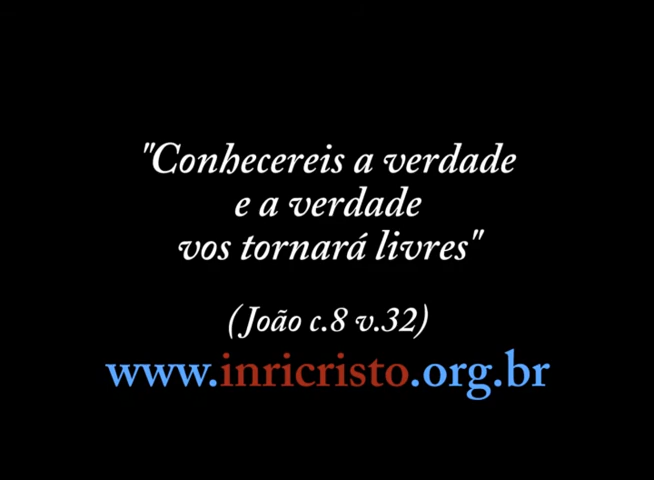 "Conhecereis a verdade
e a verdade
vos tornará livres"
(João c.8 v.32)
www.inricristo.org.br